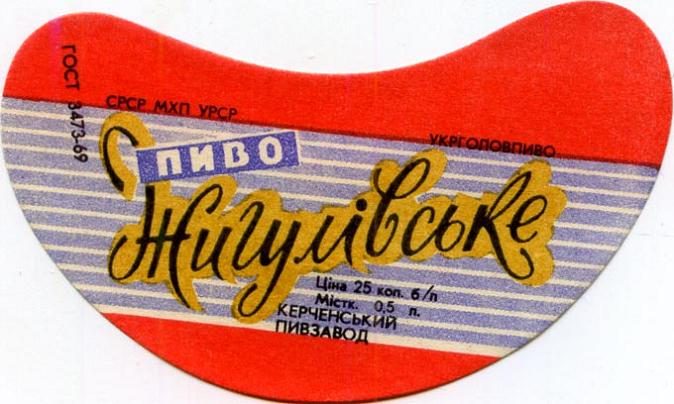 ГОСТ 3473-69
СРСР МХП УРСР
УКРГОЛОВПИВО
ПИВО
Жигулівське
Ціна 25 коп. б/п
Містк. 0,5 л.
КЕРЧЕНСЬКИЙ
ПИВЗАВОД